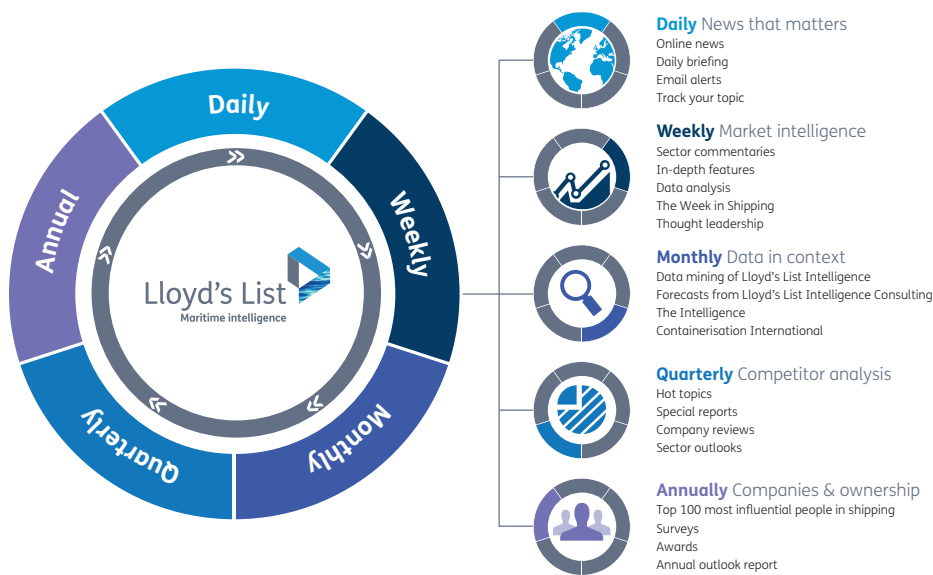 Daily
Weekly
Monthly
Quarterly
Annual
Lloyd's List
Maritime intelligence
Daily News that matters
Online news
Daily briefing
Email alerts
Track your topic
Weekly Market intelligence
Sector commentaries
In-depth features
Data analysis
The Week in Shipping
Thought leadership
Monthly Data in context
Data mining of Lloyd's List Intelligence
Forecasts from Lloyd's List Intelligence Consulting
The Intelligence
Containerisation International
Quarterly Competitor analysis
Hot topics
Special reports
Company reviews
Sector outlooks
Annually Companies & ownership
Top 100 most influential people in shipping
Surveys
Awards
Annual outlook report